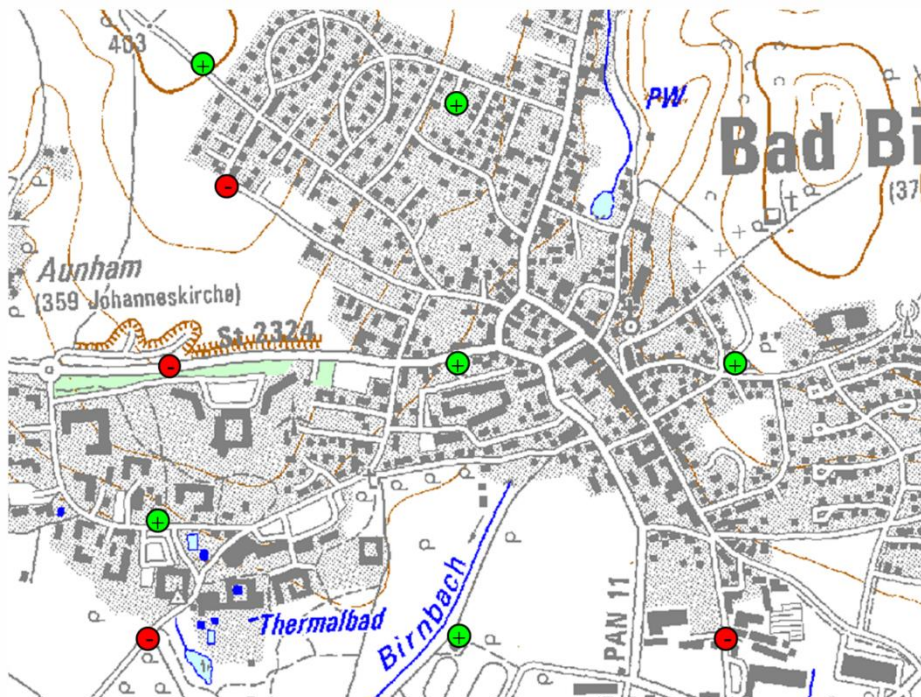 403
PW
Bad Bi
(37
Aunham
(359 Johanneskirche)
St 2324
PAN 11
Birnbach
Thermalbad